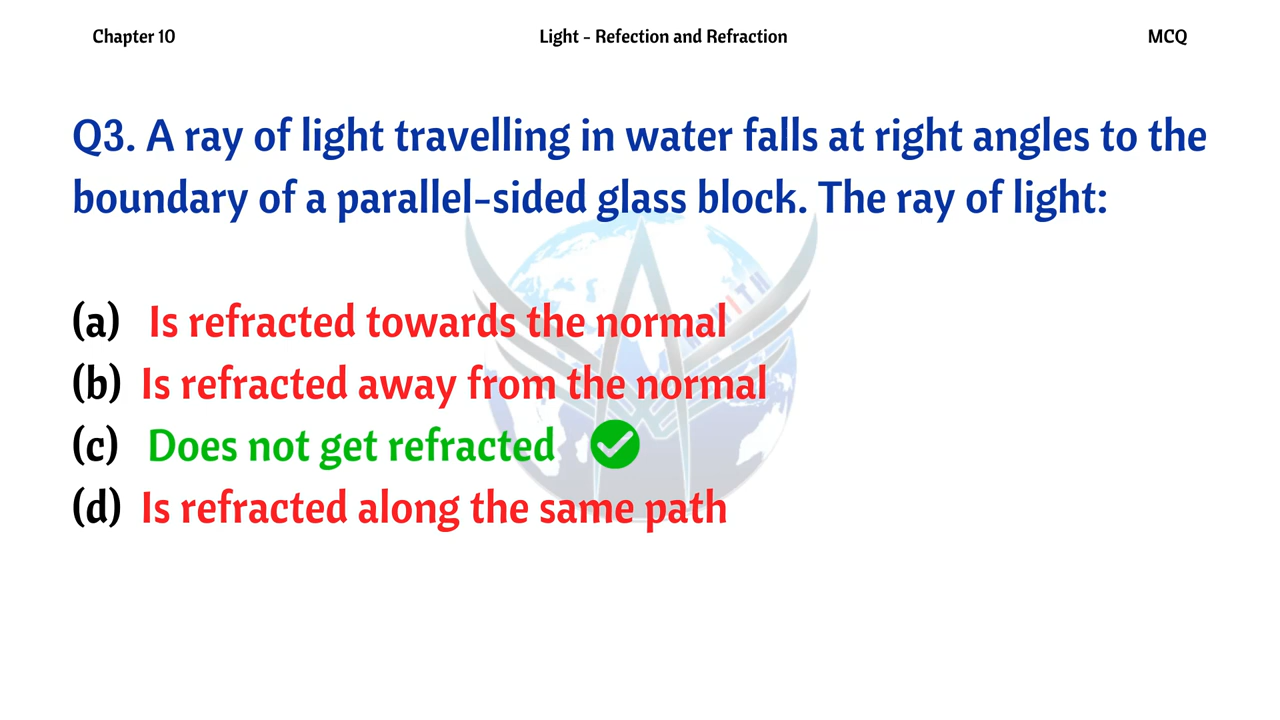 Chapter 10
Light - Refection and Refraction
MCQ
Q3. A ray of light travelling in water falls at right angles to the
boundary of a parallel-sided glass block. The ray of light:
(a) Is refracted towards the normal
(b) Is refracted away from the normal
(c) Does not get refracted
(d) Is refracted along the same path